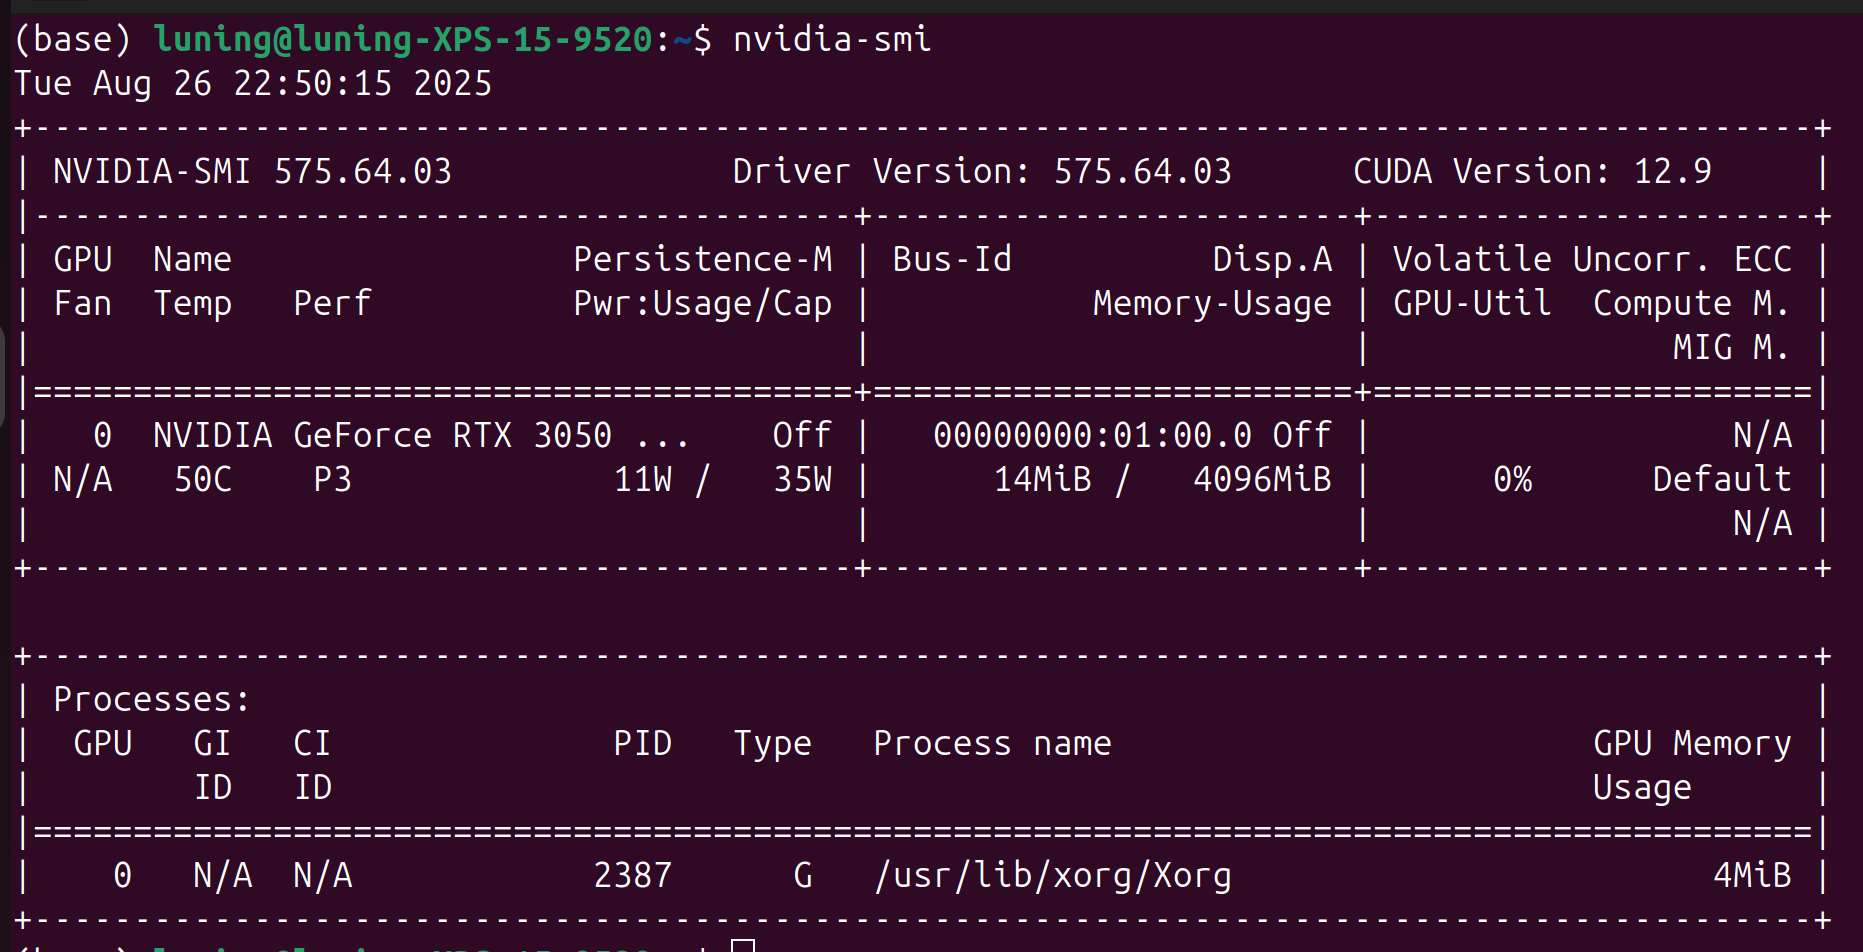 (base) luning@luning-XPS-15-9520:~$ nvidia-smi
Tue Aug 26 22:50:15 2025
+-----------------------------------------------------------------------------------------+
| NVIDIA-SMI 575.64.03              Driver Version: 575.64.03      CUDA Version: 12.9     |
|-----------------------------------------+------------------------+----------------------+
| GPU  Name                 Persistence-M | Bus-Id          Disp.A | Volatile Uncorr. ECC |
| Fan  Temp   Perf          Pwr:Usage/Cap |           Memory-Usage | GPU-Util  Compute M. |
|                                         |                        |               MIG M. |
|=========================================+========================+======================|
|   0  NVIDIA GeForce RTX 3050 ...    Off |   00000000:01:00.0 Off |                  N/A |
| N/A   50C    P3             11W /   35W |      14MiB /   4096MiB |      0%      Default |
|                                         |                        |                  N/A |
+-----------------------------------------+------------------------+----------------------+

+-----------------------------------------------------------------------------------------+
| Processes:                                                                              |
|  GPU   GI   CI              PID   Type   Process name                        GPU Memory |
|        ID   ID                                                               Usage      |
|=========================================================================================|
|    0   N/A  N/A            2387      G   /usr/lib/xorg/Xorg                        4MiB |
+-----------------------------------------------------------------------------------------+